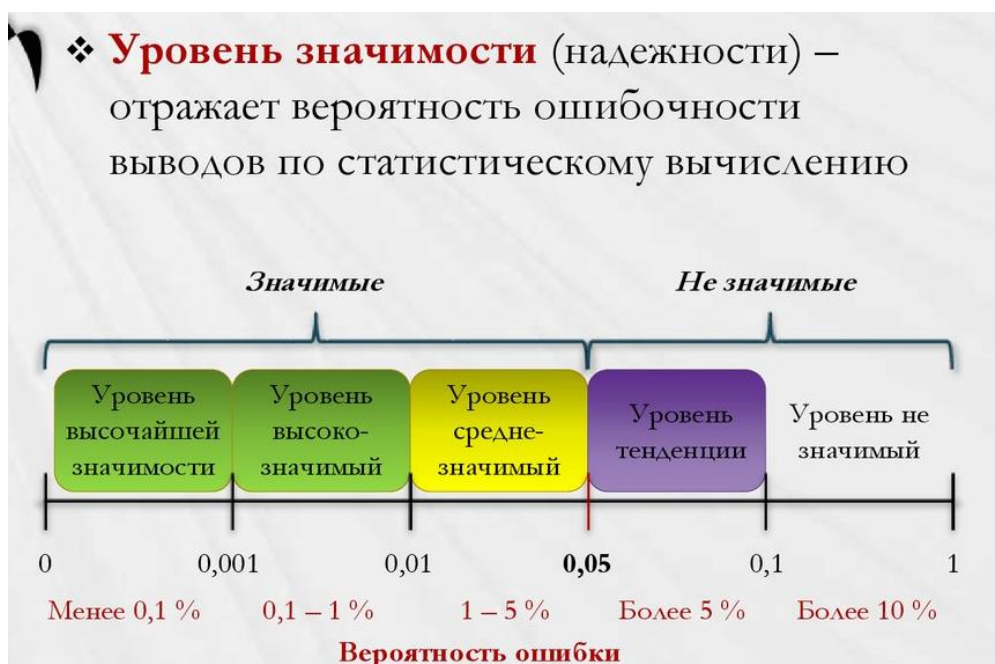 ❖ Уровень значимости (надежности) –
отражает вероятность ошибочности
выводов по статистическому вычислению
Значимые
Не значимые
Уровень
высочайшей
значимости
Уровень
высоко-
значимый
Уровень
средне-
значимый
Уровень
тенденции
Уровень не
значимый
0 0,001 0,01 0,05 0,1 1
Менее 0,1 % 0,1 – 1 % 1 – 5 % Более 5 % Более 10 %
Вероятность ошибки